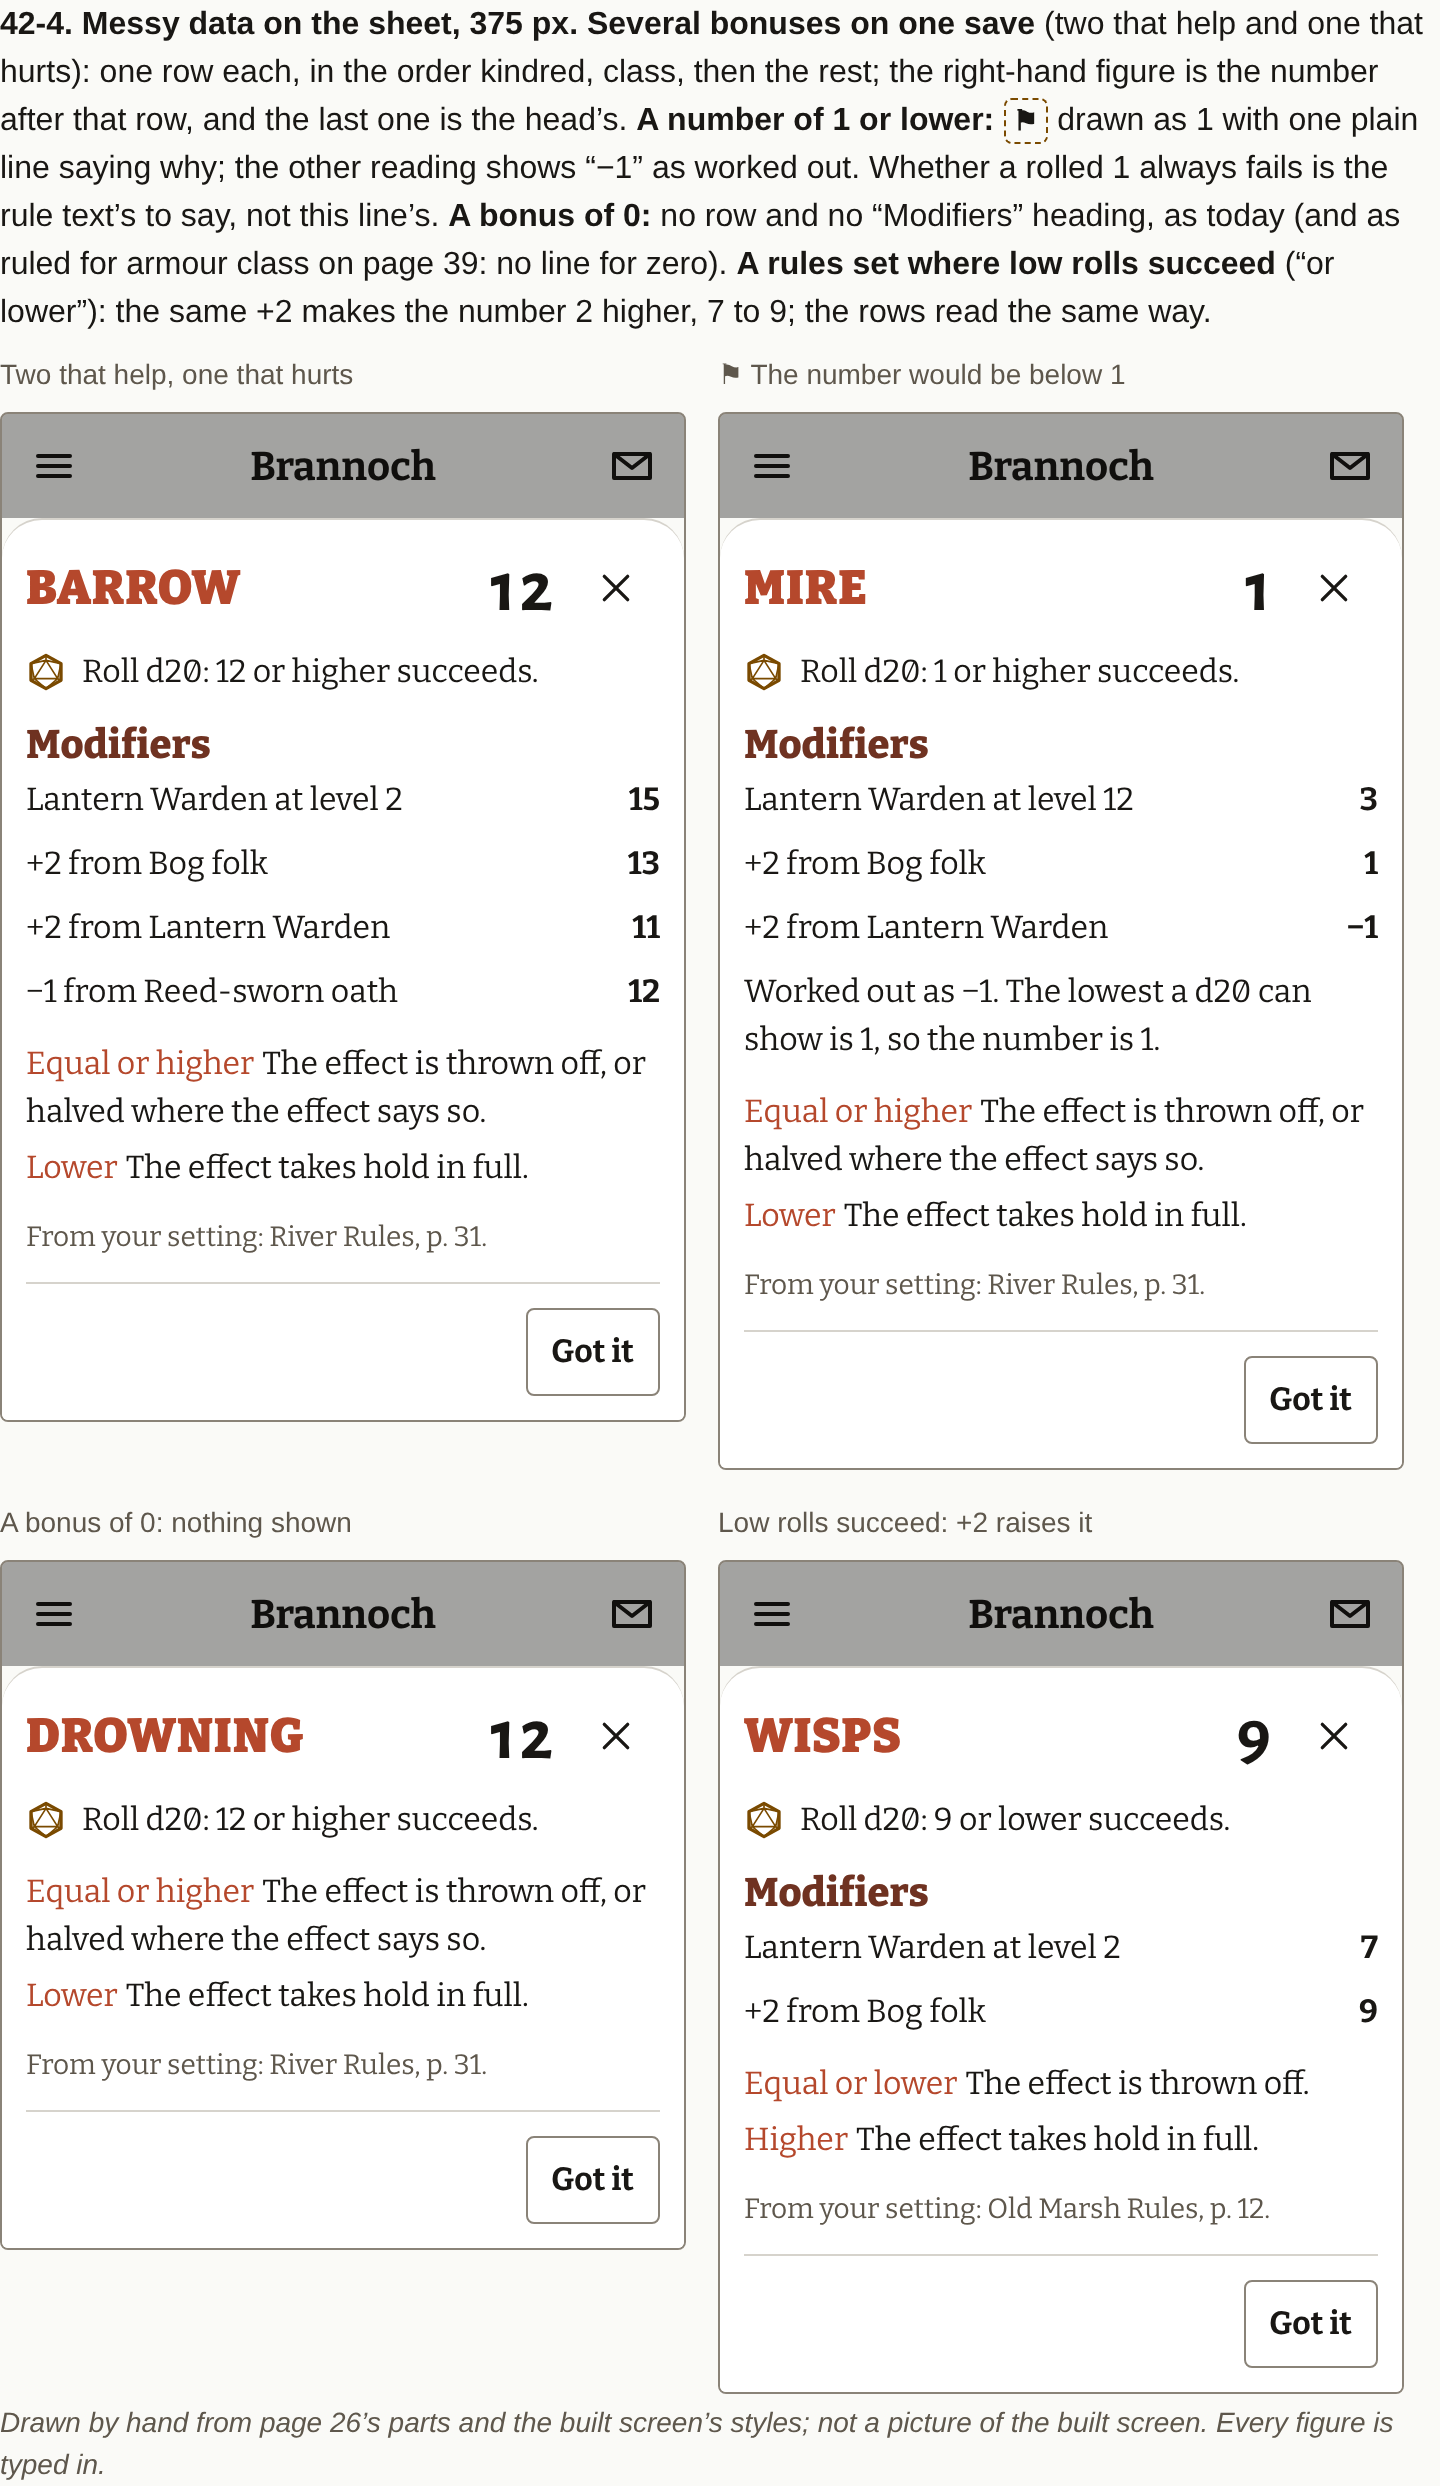 42-4. Messy data on the sheet, 375 px. Several bonuses on one save (two that help and one that
hurts): one row each, in the order kindred, class, then the rest; the right-hand figure is the number
after that row, and the last one is the head’s. A number of 1 or lower: ⚑ drawn as 1 with one plain
line saying why; the other reading shows “−1” as worked out. Whether a rolled 1 always fails is the
rule text’s to say, not this line’s. A bonus of 0: no row and no “Modifiers” heading, as today (and as
ruled for armour class on page 39: no line for zero). A rules set where low rolls succeed (“or
lower”): the same +2 makes the number 2 higher, 7 to 9; the rows read the same way.
Two that help, one that hurts
Brannoch
BARROW 12
Roll d20: 12 or higher succeeds.
Modifiers
Lantern Warden at level 2 15
+2 from Bog folk 13
+2 from Lantern Warden 11
−1 from Reed-sworn oath 12
Equal or higher The effect is thrown off, or
halved where the effect says so.
Lower The effect takes hold in full.
From your setting: River Rules, p. 31.
Got it
⚑ The number would be below 1
Brannoch
MIRE 1
Roll d20: 1 or higher succeeds.
Modifiers
Lantern Warden at level 12 3
+2 from Bog folk 1
+2 from Lantern Warden −1
Worked out as −1. The lowest a d20 can
show is 1, so the number is 1.
Equal or higher The effect is thrown off, or
halved where the effect says so.
Lower The effect takes hold in full.
From your setting: River Rules, p. 31.
Got it
A bonus of 0: nothing shown
Brannoch
DROWNING 12
Roll d20: 12 or higher succeeds.
Equal or higher The effect is thrown off, or
halved where the effect says so.
Lower The effect takes hold in full.
From your setting: River Rules, p. 31.
Got it
Low rolls succeed: +2 raises it
Brannoch
WISPS 9
Roll d20: 9 or lower succeeds.
Modifiers
Lantern Warden at level 2 7
+2 from Bog folk 9
Equal or lower The effect is thrown off.
Higher The effect takes hold in full.
From your setting: Old Marsh Rules, p. 12.
Got it
Drawn by hand from page 26’s parts and the built screen’s styles; not a picture of the built screen. Every figure is
typed in.